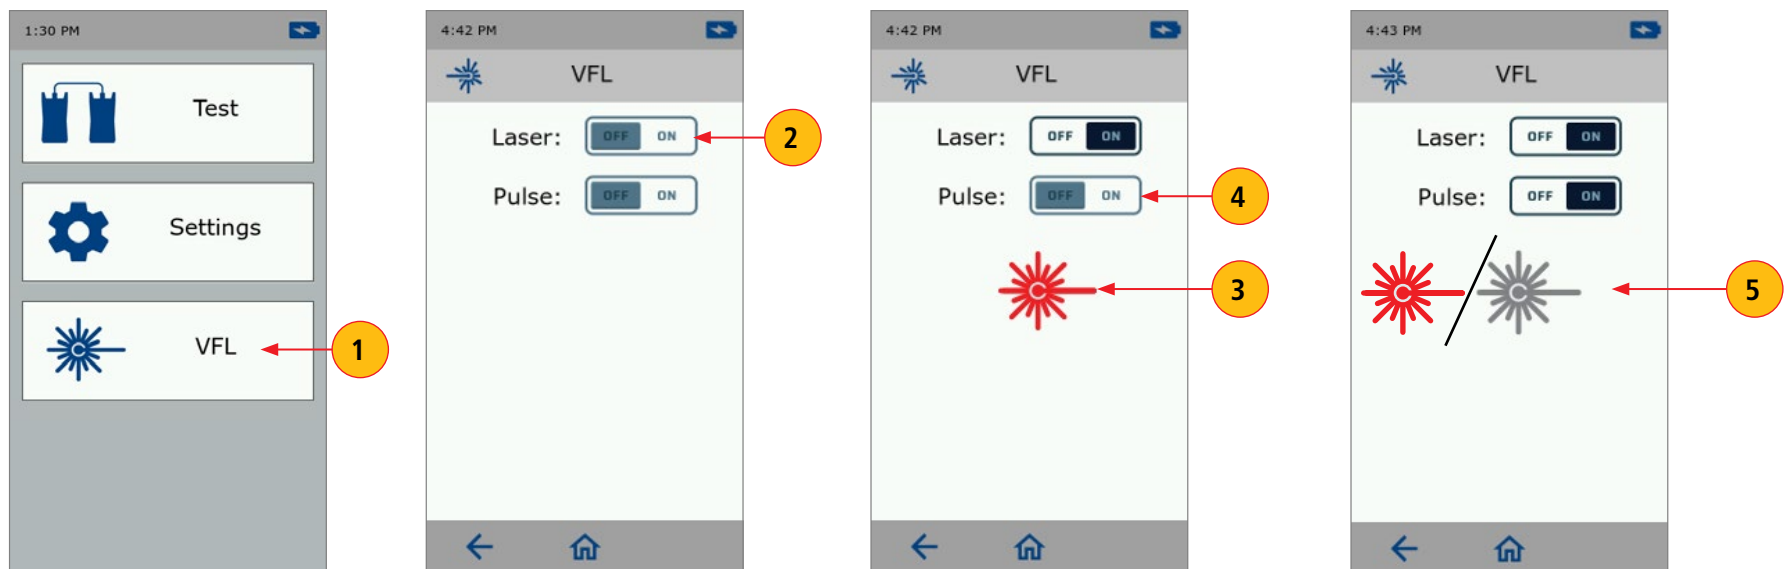 1:30 PM
Test
Settings
VFL
1
4:42 PM
VFL
Laser: OFF ON
2
Pulse: OFF ON
4:42 PM
VFL
Laser: OFF ON
Pulse: OFF ON
4
3
4:43 PM
VFL
Laser: OFF ON
Pulse: OFF ON
5